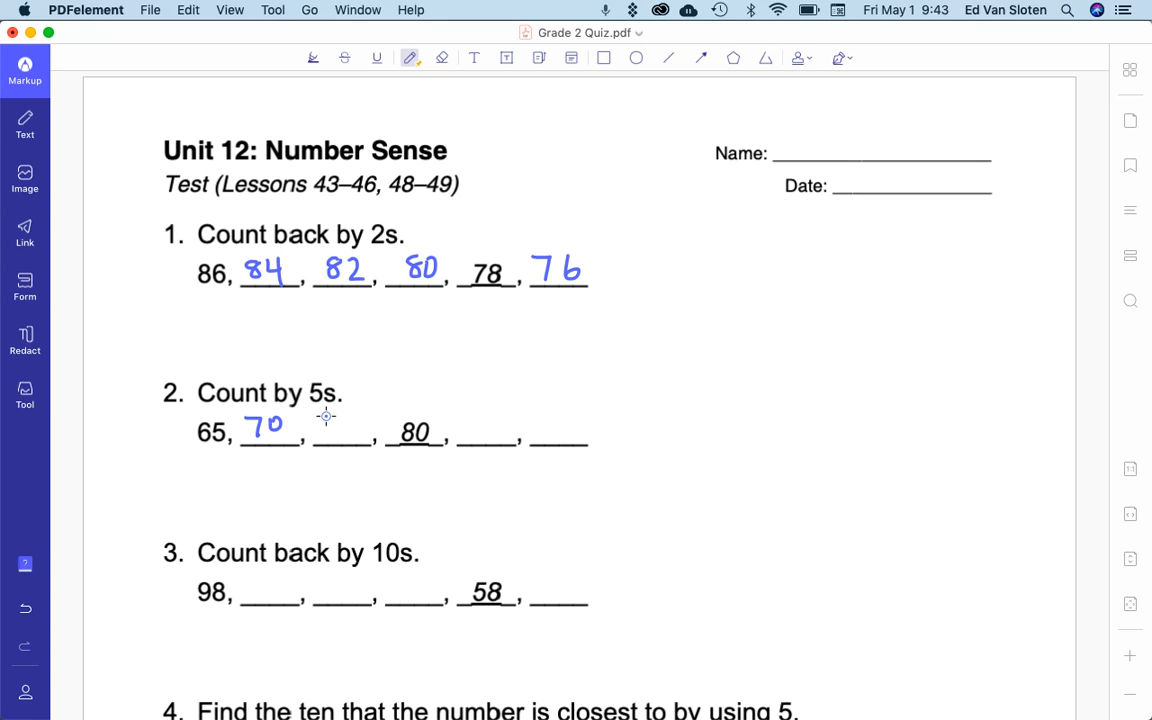 PDFelement File Edit View Tool Go Window Help Fri May 1 9:43 Ed Van Sloten
Grade 2 Quiz.pdf
Markup
Text
Image
Link
Form
Redact
Tool
Unit 12: Number Sense
Name: ____________________
Test (Lessons 43–46, 48–49)
Date: _______________
1. Count back by 2s.
86, 84, 82, 80, 78, 76
2. Count by 5s.
65, 70, ____, 80, ____, ____
3. Count back by 10s.
98, ____, ____, ____, 58, ____
4. Find the ten that the number is closest to by using 5.